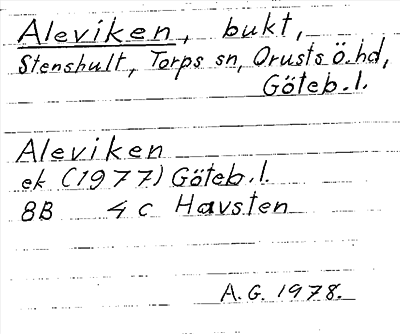 Aleviken, bukt,
Stenshult, Torps sn, Orusts ö. hd,
Göteb. l.
Aleviken
ek (1977) Göteb. l.
8B 4c Havsten
A.G. 1978.